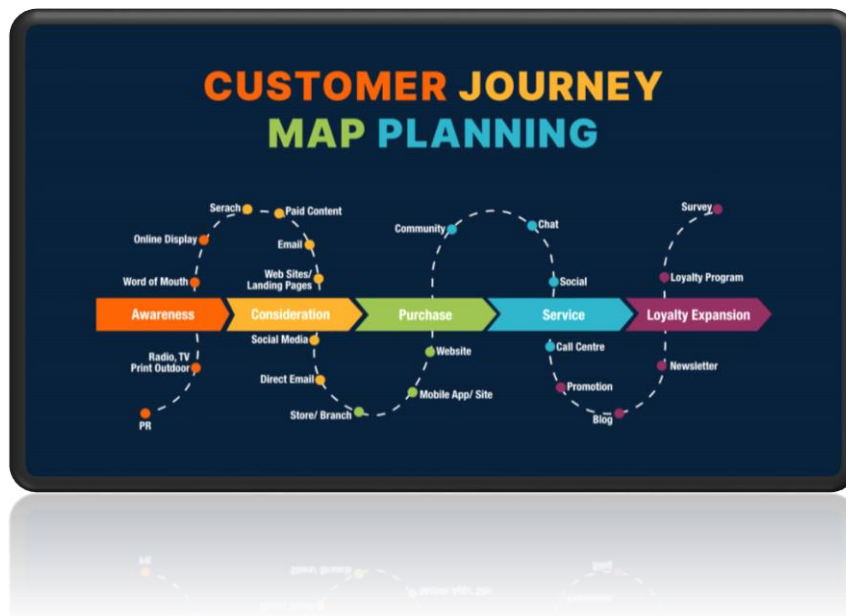 CUSTOMER JOURNEY
MAP PLANNING
Serach
Paid Content
Online Display
Email
Word of Mouth
Web Sites/
Landing Pages
Community
Chat
Social
Survey
Loyalty Program
Awareness
Consideration
Purchase
Service
Loyalty Expansion
Radio, TV
Print Outdoor
PR
Social Media
Direct Email
Store/ Branch
Website
Mobile App/ Site
Call Centre
Promotion
Blog
Newsletter